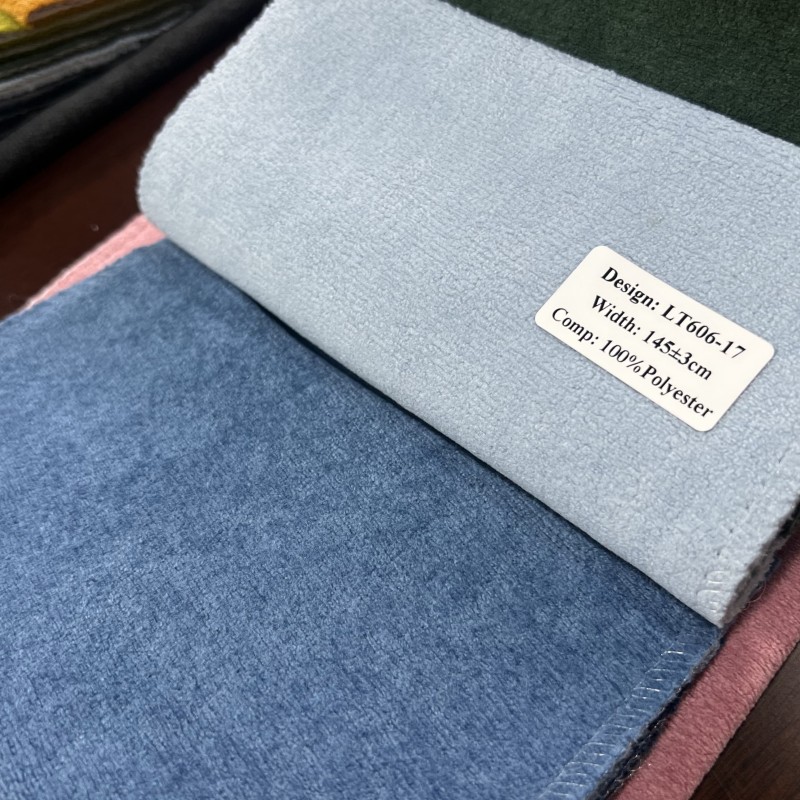 Design: LT606-17
Width: 145±3cm
Comp: 100%Polyester